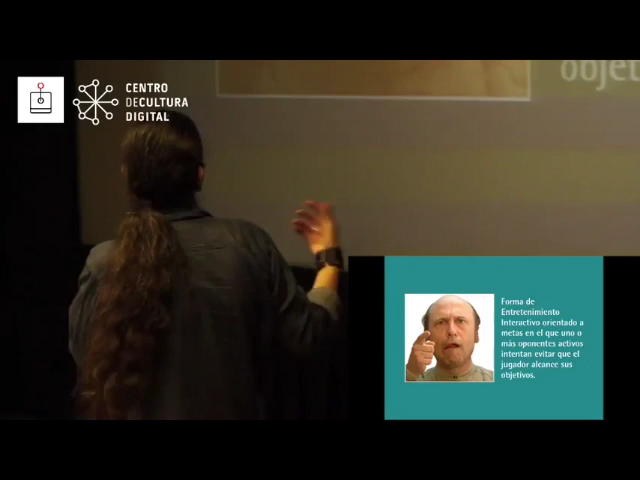 CENTRO
DECULTURA
DIGITAL
objet
Forma de
Entretenimiento
Interactivo orientado a
metas en el que uno o
más oponentes activos
intentan evitar que el
jugador alcance sus
objetivos.